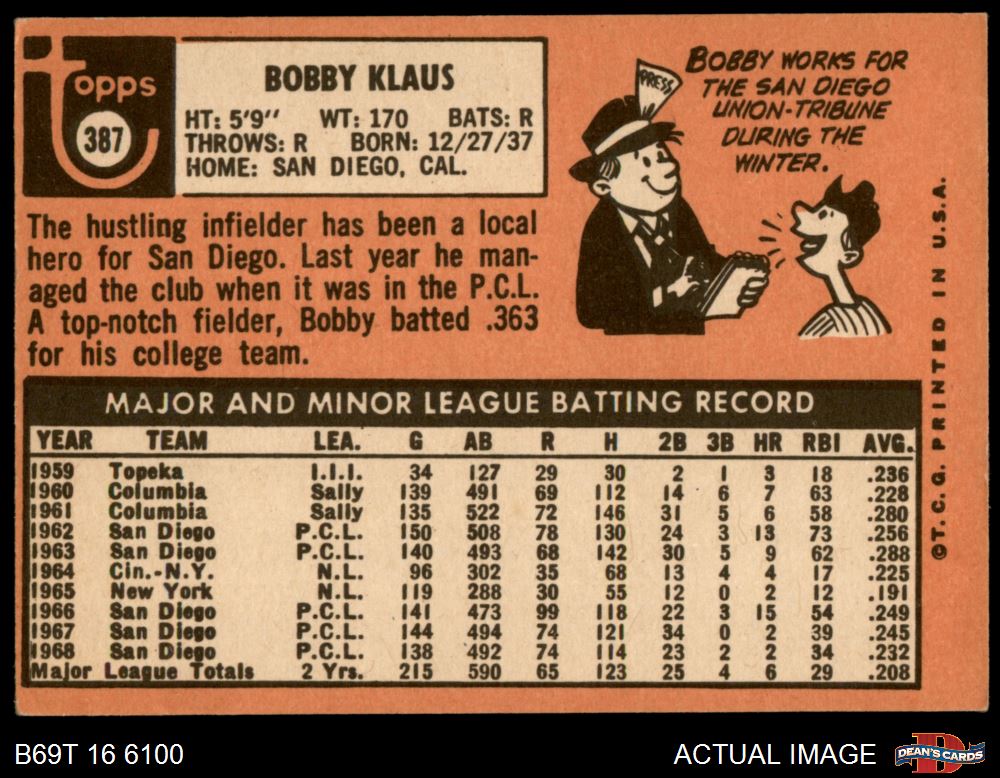 topps
387
BOBBY KLAUS
HT: 5'9" WT: 170 BATS: R
THROWS: R BORN: 12/27/37
HOME: SAN DIEGO, CAL.
PRESS
BOBBY WORKS FOR
THE SAN DIEGO
UNION-TRIBUNE
DURING THE
WINTER.
The hustling infielder has been a local
hero for San Diego. Last year he man-
aged the club when it was in the P.C.L.
A top-notch fielder, Bobby batted .363
for his college team.
MAJOR AND MINOR LEAGUE BATTING RECORD
YEAR TEAM LEA. G AB R H 2B 3B HR RBI AVG.
1959 Topeka I.I.I. 34 127 29 30 2 1 3 18 .236
1960 Columbia Sally 139 491 69 112 14 6 7 63 .228
1961 Columbia Sally 135 522 72 146 31 5 6 58 .280
1962 San Diego P.C.L. 150 508 78 130 24 3 13 73 .256
1963 San Diego P.C.L. 140 493 68 142 30 5 9 62 .288
1964 Cin.-N.Y. N.L. 96 302 35 68 13 4 4 17 .225
1965 New York N.L. 119 288 30 55 12 0 2 12 .191
1966 San Diego P.C.L. 141 473 99 118 22 3 15 54 .249
1967 San Diego P.C.L. 144 494 74 121 34 0 2 39 .245
1968 San Diego P.C.L. 138 492 74 114 23 2 2 34 .232
Major League Totals 2 Yrs. 215 590 65 123 25 4 6 29 .208
©T.C.G. PRINTED IN U.S.A.
B69T 16 6100
ACTUAL IMAGE
DEAN'S CARDS